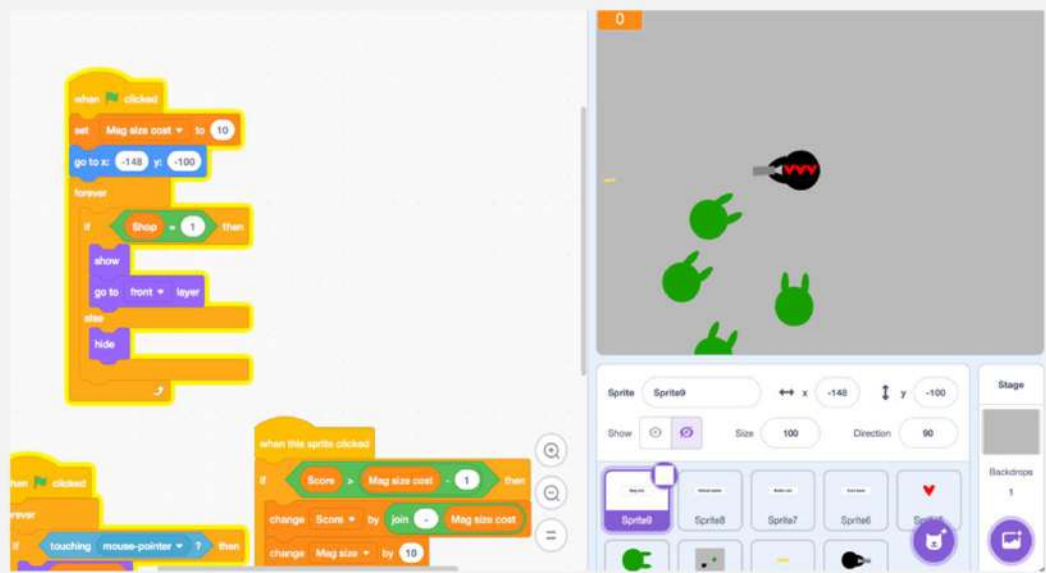 when clicked
set Mag size cost to 10
go to x: -148 y: -100
forever
if Shop = 1 then
show
go to front layer
else
hide
when this sprite clicked
if Score > Mag size cost - 1 then
change Score by join - Mag size cost
change Mag size by 10
clicked
if touching mouse-pointer ? then
0
Sprite Sprite9 x -148 y -100
Show Size 100 Direction 90
Sprite9 Sprite8 Sprite7 Sprite6
Stage
Backdrops
1